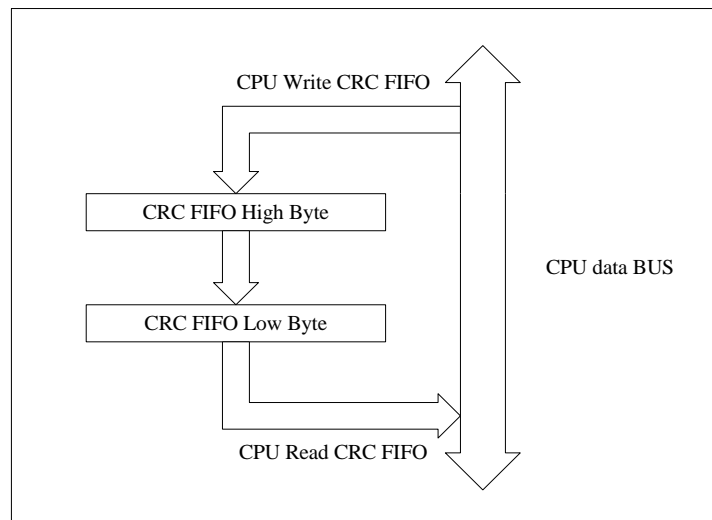 CPU Write CRC FIFO
CRC FIFO High Byte
CPU data BUS
CRC FIFO Low Byte
CPU Read CRC FIFO